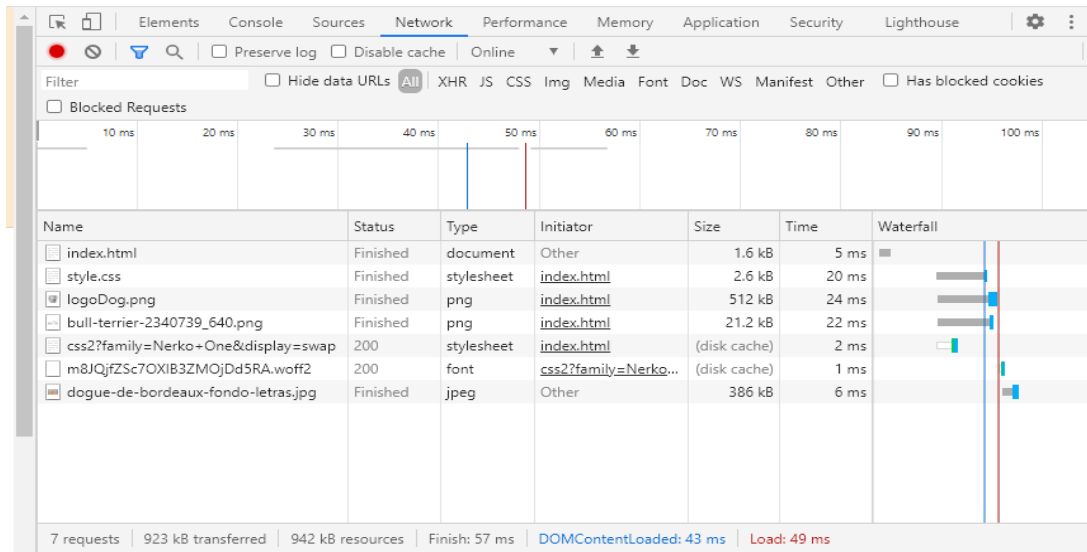 Elements Console Sources Network Performance Memory Application Security Lighthouse
Preserve log Disable cache Online
Filter Hide data URLs All XHR JS CSS Img Media Font Doc WS Manifest Other Has blocked cookies
Blocked Requests
10 ms 20 ms 30 ms 40 ms 50 ms 60 ms 70 ms 80 ms 90 ms 100 ms
Name Status Type Initiator Size Time Waterfall
index.html Finished document Other 1.6 kB 5 ms
style.css Finished stylesheet index.html 2.6 kB 20 ms
logoDog.png Finished png index.html 512 kB 24 ms
bull-terrier-2340739_640.png Finished png index.html 21.2 kB 22 ms
css2?family=Nerko+One&display=swap 200 stylesheet index.html (disk cache) 2 ms
m8JQjfZSc7OXlB3ZMOjDd5RA.woff2 200 font css2?family=Nerko... (disk cache) 1 ms
dogue-de-bordeaux-fondo-letras.jpg Finished jpeg Other 386 kB 6 ms
7 requests 923 kB transferred 942 kB resources Finish: 57 ms DOMContentLoaded: 43 ms Load: 49 ms